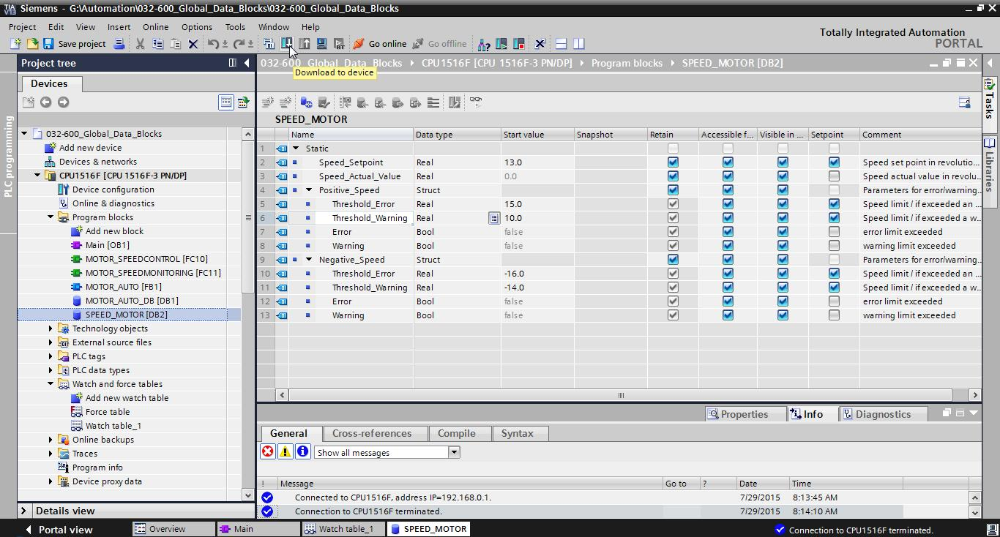 Siemens - G:\Automation\032-600_Global_Data_Blocks\032-600_Global_Data_Blocks
Project Edit View Insert Online Options Tools Window Help
Totally Integrated Automation
PORTAL
Save project Go online Go offline
Download to device
Project tree
032-600_Global_Data_Blocks CPU1516F [CPU 1516F-3 PN/DP] Program blocks SPEED_MOTOR [DB2]
Devices
PLC programming
Tasks
Libraries
032-600_Global_Data_Blocks
Add new device
Devices & networks
CPU1516F [CPU 1516F-3 PN/DP]
Device configuration
Online & diagnostics
Program blocks
Add new block
Main [OB1]
MOTOR_SPEEDCONTROL [FC10]
MOTOR_SPEEDMONITORING [FC11]
MOTOR_AUTO [FB1]
MOTOR_AUTO_DB [DB1]
SPEED_MOTOR [DB2]
Technology objects
External source files
PLC tags
PLC data types
Watch and force tables
Add new watch table
Force table
Watch table_1
Online backups
Traces
Program info
Device proxy data
Details view
SPEED_MOTOR
Name Data type Start value Snapshot Retain Accessible f... Visible in ... Setpoint Comment
1 Static
2 Speed_Setpoint Real 13.0 Speed set point in revolutio...
3 Speed_Actual_Value Real 0.0 Speed actual value in revolu...
4 Positive_Speed Struct Parameters for error/warning...
5 Threshold_Error Real 15.0 Speed limit / if exceeded an ...
6 Threshold_Warning Real 10.0 Speed limit / if exceeded a w...
7 Error Bool false error limit exceeded
8 Warning Bool false warning limit exceeded
9 Negative_Speed Struct Parameters for error/warning...
10 Threshold_Error Real -16.0 Speed limit / if exceeded an ...
11 Threshold_Warning Real -14.0 Speed limit / if exceeded a w...
12 Error Bool false error limit exceeded
13 Warning Bool false warning limit exceeded
Properties Info Diagnostics
General Cross-references Compile Syntax
Show all messages
! Message Go to ? Date Time
Connected to CPU1516F, address IP=192.168.0.1. 7/29/2015 8:13:45 AM
Connection to CPU1516F terminated. 7/29/2015 8:14:10 AM
Portal view Overview Main Watch table_1 SPEED_MOTOR Connection to CPU1516F terminated.